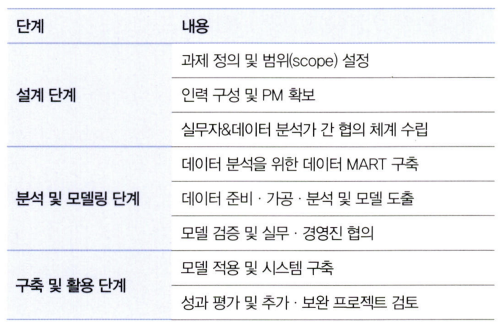 단계 내용
설계 단계
과제 정의 및 범위(scope) 설정
인력 구성 및 PM 확보
실무자&데이터 분석가 간 협의 체계 수립
분석 및 모델링 단계
데이터 분석을 위한 데이터 MART 구축
데이터 준비 · 가공 · 분석 및 모델 도출
모델 검증 및 실무 · 경영진 협의
구축 및 활용 단계
모델 적용 및 시스템 구축
성과 평가 및 추가 · 보완 프로젝트 검토